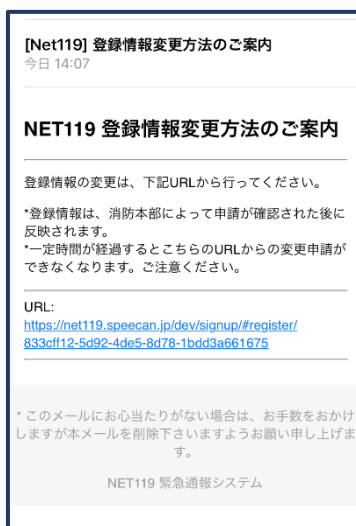 [Net119] 登録情報変更方法のご案内
今日 14:07
NET119 登録情報変更方法のご案内
登録情報の変更は、下記URLから行ってください。
*登録情報は、消防本部によって申請が確認された後に
反映されます。
*一定時間が経過するとこちらのURLからの変更申請が
できなくなります。ご注意ください。
URL:
https://net119.speecan.jp/dev/signup/#register/
833cff12-5d92-4de5-8d78-1bdd3a661675
* このメールにお心当たりがない場合は、お手数をおかけ
しますが本メールを削除下さいますようお願い申し上げま
す。
NET119 緊急通報システム